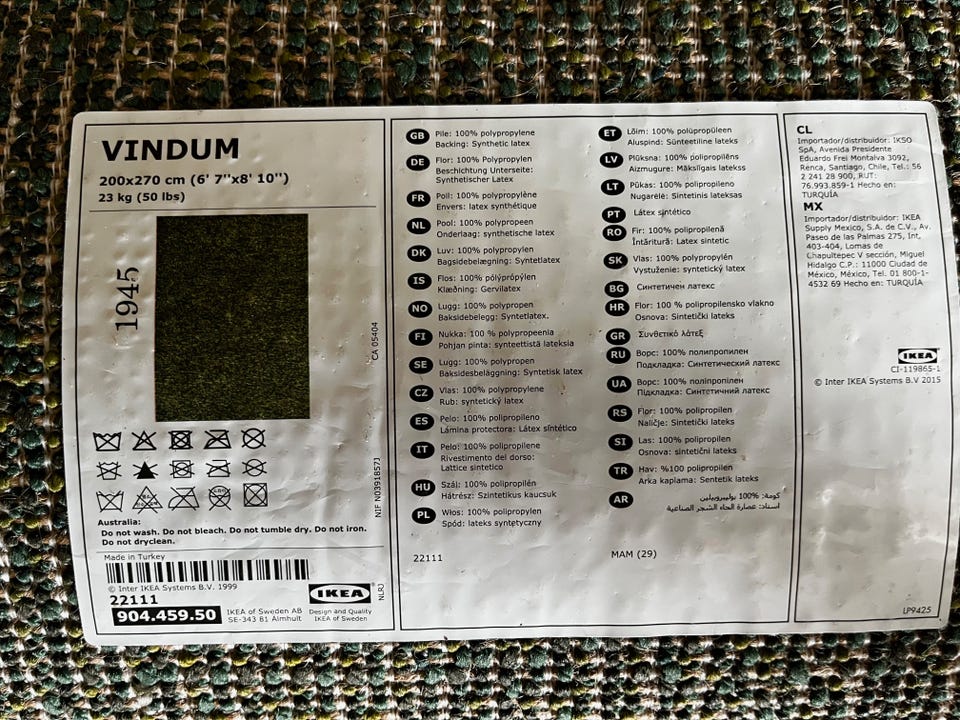 VINDUM
200x270 cm (6' 7"x8' 10")
23 kg (50 lbs)
1945
CA 05404
NIF N0391857J
Australia:
Do not wash. Do not bleach. Do not tumble dry. Do not iron.
Do not dryclean.
Made in Turkey
© Inter IKEA Systems B.V. 1999
22111
904.459.50
IKEA of Sweden AB
SE-343 81 Älmhult
IKEA
Design and Quality
IKEA of Sweden
NLRJ
GB Pile: 100% polypropylene
Backing: Synthetic latex
DE Flor: 100% Polypropylen
Beschichtung Unterseite:
Synthetischer Latex
FR Poil: 100% polypropylène
Envers: latex synthétique
NL Pool: 100% polypropeen
Onderlaag: synthetische latex
DK Luv: 100% polypropylen
Bagsidebelægning: Syntetlatex
IS Flos: 100% pólýprópýlen
Klæðning: Gervilatex
NO Lugg: 100% polypropen
Baksidebelegg: Syntetlatex.
FI Nukka: 100 % polypropeenia
Pohjan pinta: synteettistä lateksia
SE Lugg: 100% polypropen
Baksidesbeläggning: Syntetisk latex
CZ Vlas: 100% polypropylene
Rub: syntetický latex
ES Pelo: 100% polipropileno
Lámina protectora: Látex sintético
IT Pelo: 100% polipropilene
Rivestimento del dorso:
Lattice sintetico
HU Szál: 100% polipropilén
Hátrész: Szintetikus kaucsuk
PL Włos: 100% polipropylen
Spód: lateks syntetyczny
22111
ET Lõim: 100% polüpropüleen
Aluspind: Sünteetiline lateks
LV Plūksna: 100% polipropilēns
Aizmugure: Mākslīgais latekss
LT Pūkas: 100% polipropileno
Nugarėlė: Sintetinis lateksas
PT Látex sintético
RO Fir: 100% polipropilenă
Întăritură: Latex sintetic
SK Vlas: 100% polypropylén
Vystuženie: syntetický latex
BG Синтетичен латекс
HR Flor: 100 % polipropilensko vlakno
Osnova: Sintetički lateks
GR Συνθετικό λάτεξ
RU Ворс: 100% полипропилен
Подкладка: Синтетический латекс
UA Ворс: 100% поліпропілен
Підкладка: Синтетичний латекс
RS Flor: 100% polipropilen
Naličje: Sintetički lateks
SI Las: 100% polipropilen
Osnova: sintetični lateks
TR Hav: %100 polipropilen
Arka kaplama: Sentetik lateks
AR كومة: 100% بوليبروبيلين
اسناد: عصارة لحاء الشجر الصناعية
MAM (29)
CL
Importador/distribuidor: IKSO
SpA, Avenida Presidente
Eduardo Frei Montalva 3092,
Renca, Santiago, Chile, Tel.: 56
2 241 28 900, RUT:
76.993.859-1 Hecho en:
TURQUÍA
MX
Importador/distribuidor: IKEA
Supply Mexico, S.A. de C.V., Av.
Paseo de las Palmas 275, Int,
403-404, Lomas de
Chapultepec V sección, Miguel
Hidalgo C.P.: 11000 Ciudad de
México, México, Tel. 01 800-1-
4532 69 Hecho en: TURQUÍA
IKEA
CI-119865-1
© Inter IKEA Systems B.V 2015
LP9425